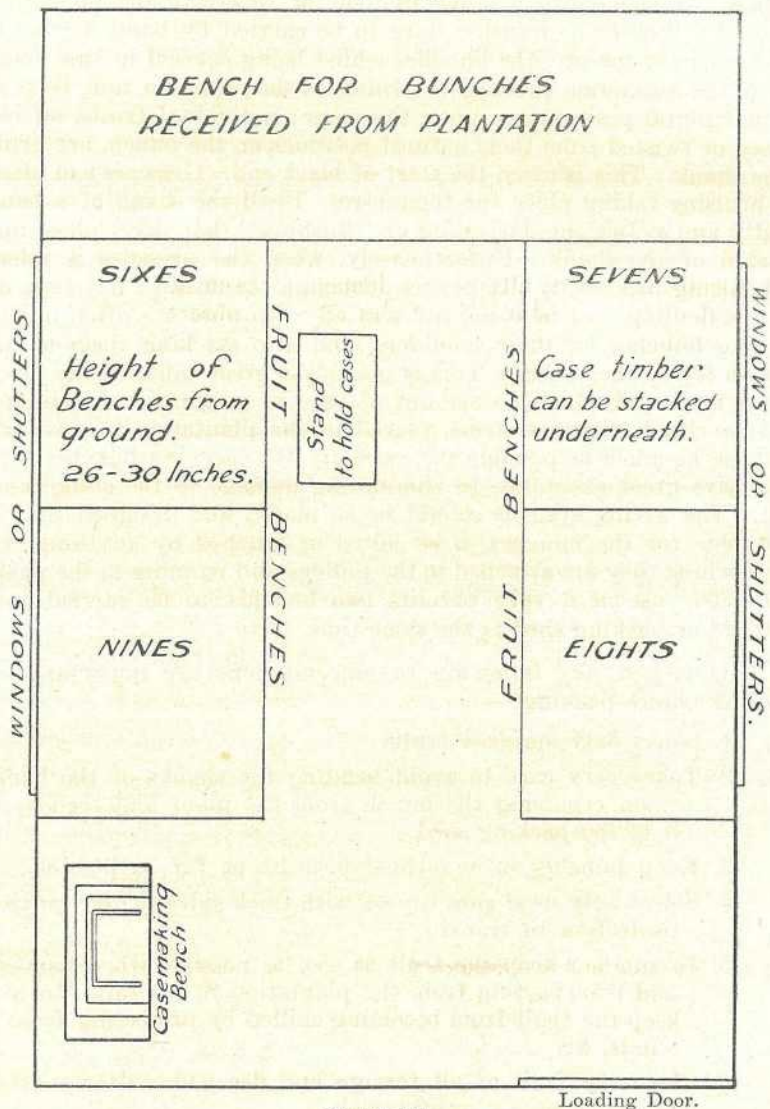 BENCH FOR BUNCHES
RECEIVED FROM PLANTATION
WINDOWS OR SHUTTERS
SIXES
Height of
Benches from
ground.
26-30 Inches.
NINES
FRUIT BENCHES
Stand
to hold cases
FRUIT BENCHES
SEVENS
Case timber
can be stacked
underneath.
EIGHTS
WINDOWS OR SHUTTERS.
Casemaking
Bench
Loading Door.